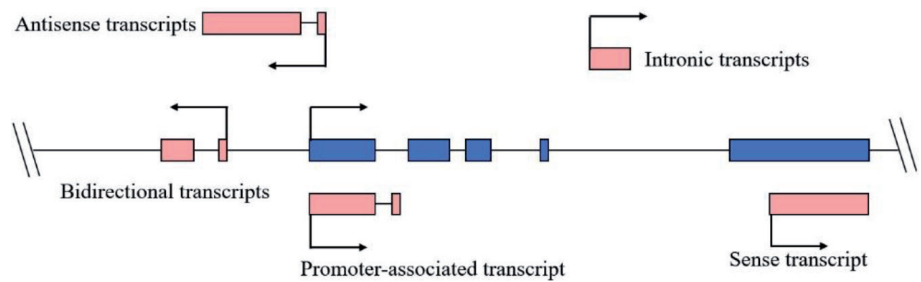 Antisense transcripts
Intronic transcripts
Bidirectional transcripts
Sense transcript
Promoter-associated transcript